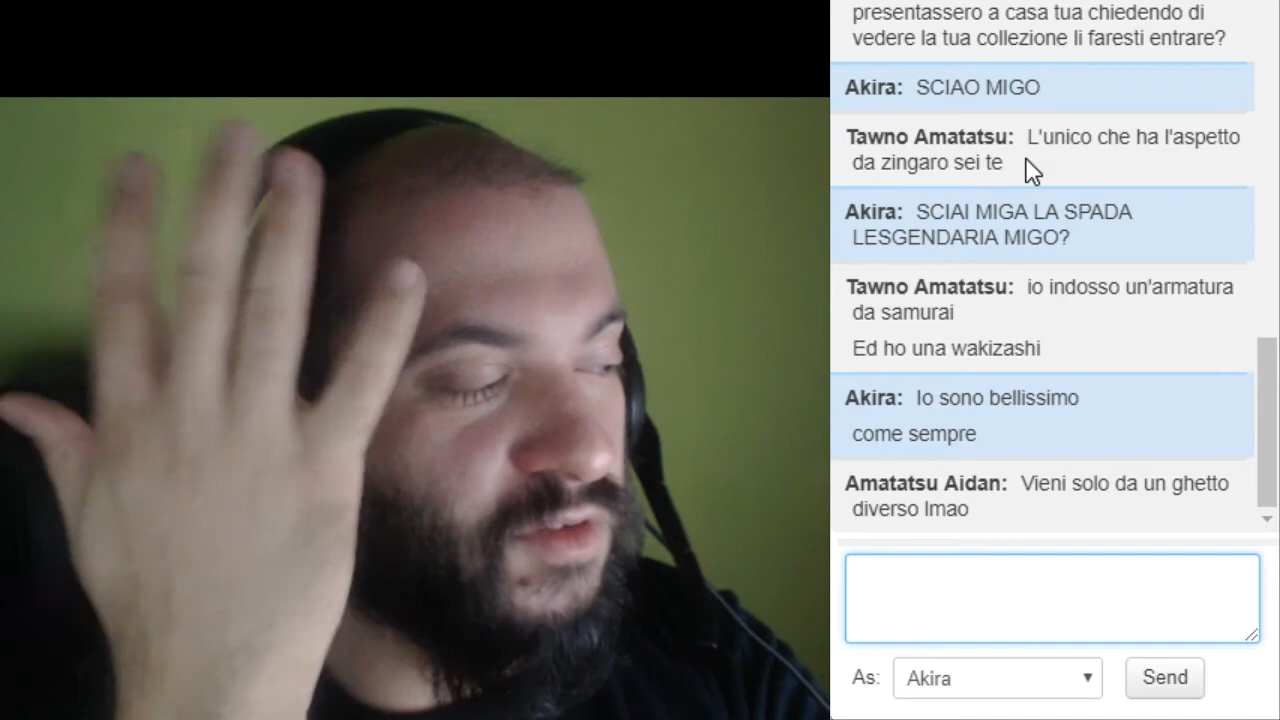 presentassero a casa tua chiedendo di
vedere la tua collezione li faresti entrare?
Akira: SCIAO MIGO
Tawno Amatatsu: L'unico che ha l'aspetto
da zingaro sei te
Akira: SCIAI MIGA LA SPADA
LESGENDARIA MIGO?
Tawno Amatatsu: io indosso un'armatura
da samurai
Ed ho una wakizashi
Akira: Io sono bellissimo
come sempre
Amatatsu Aidan: Vieni solo da un ghetto
diverso lmao
As: Akira Send